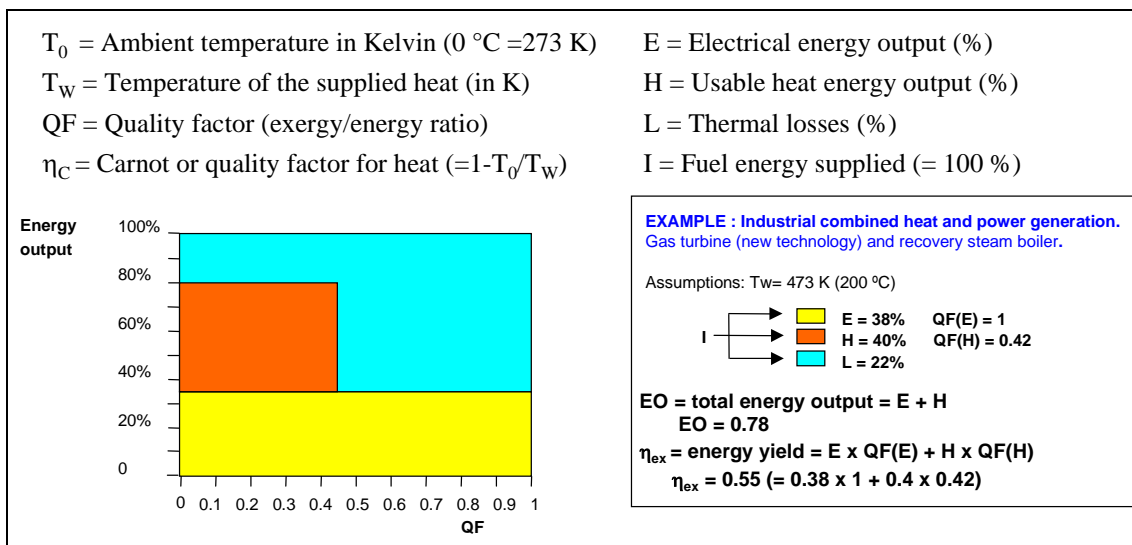 T0 = Ambient temperature in Kelvin (0 °C =273 K)
TW = Temperature of the supplied heat (in K)
QF = Quality factor (exergy/energy ratio)
ηC = Carnot or quality factor for heat (=1-T0/TW)
E = Electrical energy output (%)
H = Usable heat energy output (%)
L = Thermal losses (%)
I = Fuel energy supplied (= 100 %)
Energy
output
100%
80%
60%
40%
20%
0
0 0.1 0.2 0.3 0.4 0.5 0.6 0.7 0.8 0.9 1
QF
EXAMPLE : Industrial combined heat and power generation.
Gas turbine (new technology) and recovery steam boiler.
Assumptions: Tw= 473 K (200 ºC)
I
E = 38% QF(E) = 1
H = 40% QF(H) = 0.42
L = 22%
EO = total energy output = E + H
EO = 0.78
ηex = energy yield = E x QF(E) + H x QF(H)
ηex = 0.55 (= 0.38 x 1 + 0.4 x 0.42)